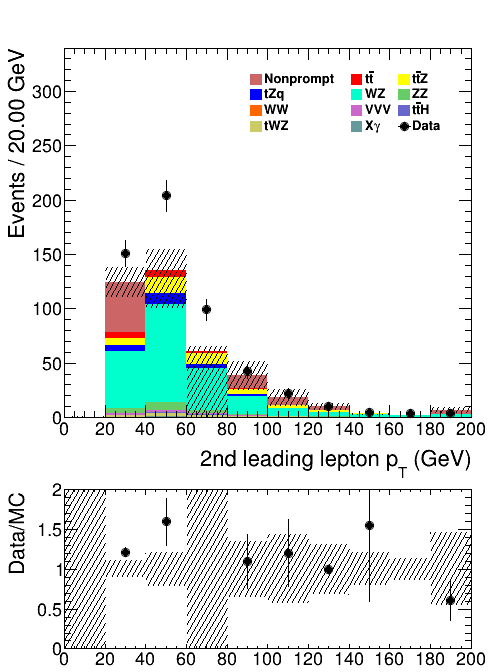 Events / 20.00 GeV
300
250
200
150
100
50
0
Nonprompt tt̄ tt̄Z
tZq WZ ZZ
WW VVV tt̄H
tWZ Xγ Data
0 20 40 60 80 100 120 140 160 180 200
2nd leading lepton p_T (GeV)
Data/MC
2
1.5
1
0.5
0
0 20 40 60 80 100 120 140 160 180 200